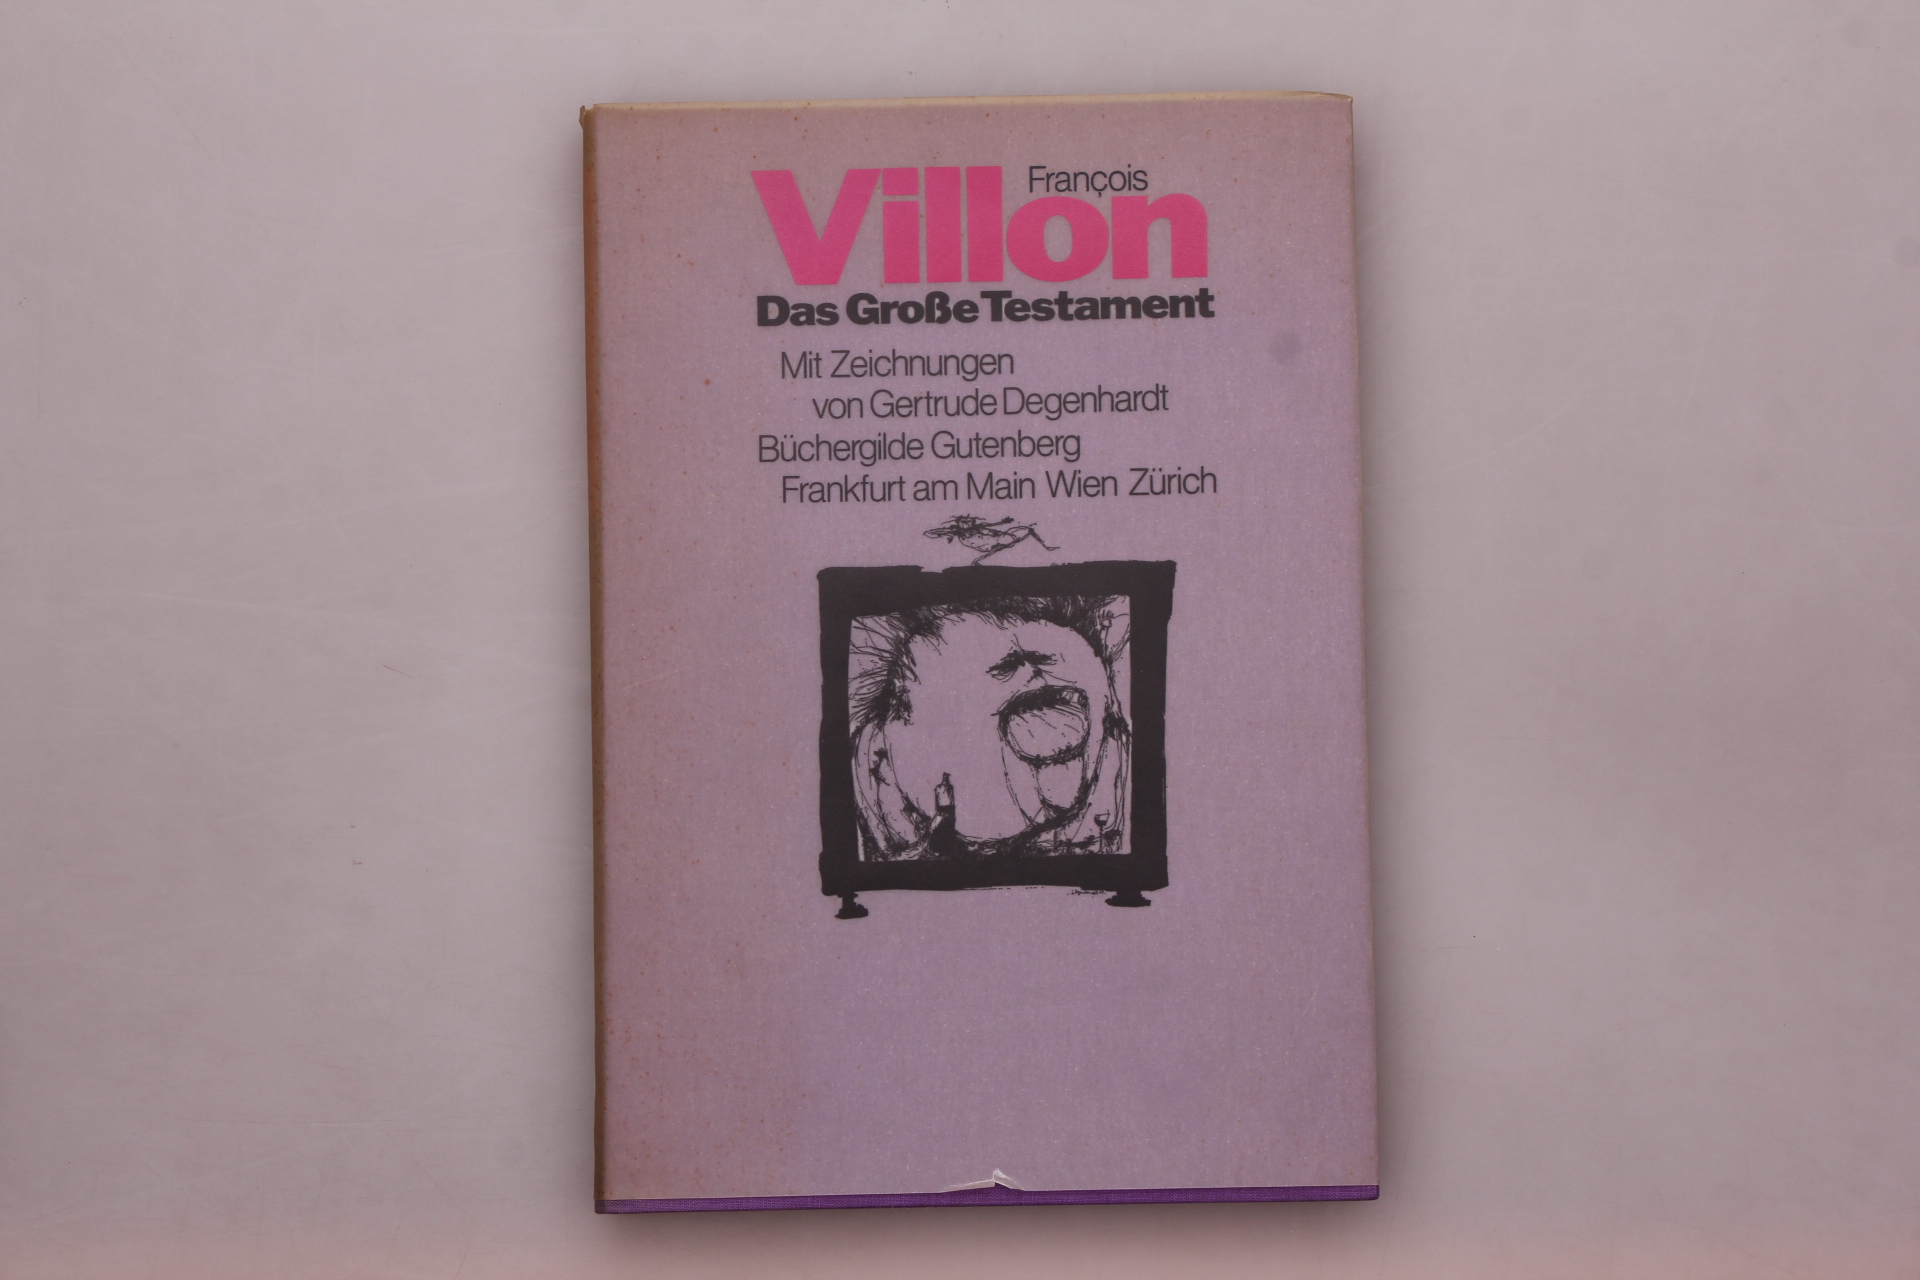 François
Villon
Das Große Testament
Mit Zeichnungen
von Gertrude Degenhardt
Büchergilde Gutenberg
Frankfurt am Main Wien Zürich